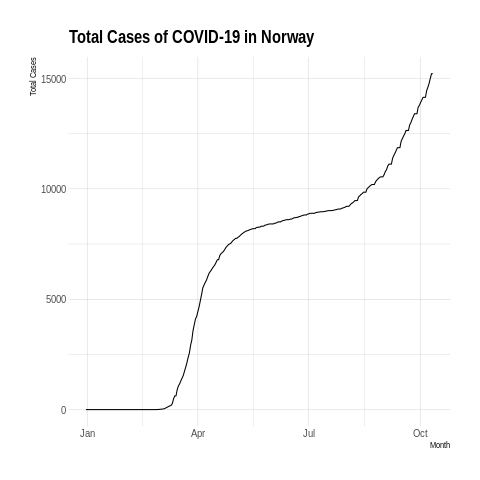 Total Cases of COVID-19 in Norway
Total Cases
15000
10000
5000
0
Jan Apr Jul Oct
Month